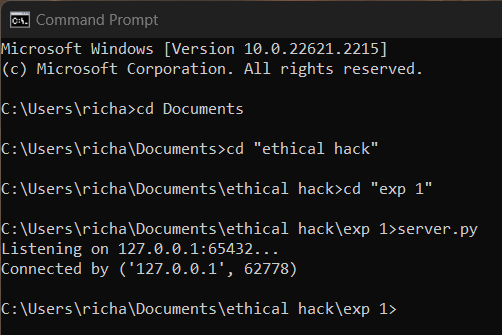 Command Prompt
Microsoft Windows [Version 10.0.22621.2215]
(c) Microsoft Corporation. All rights reserved.
C:\Users\richa>cd Documents
C:\Users\richa\Documents>cd "ethical hack"
C:\Users\richa\Documents\ethical hack>cd "exp 1"
C:\Users\richa\Documents\ethical hack\exp 1>server.py
Listening on 127.0.0.1:65432...
Connected by ('127.0.0.1', 62778)
C:\Users\richa\Documents\ethical hack\exp 1>